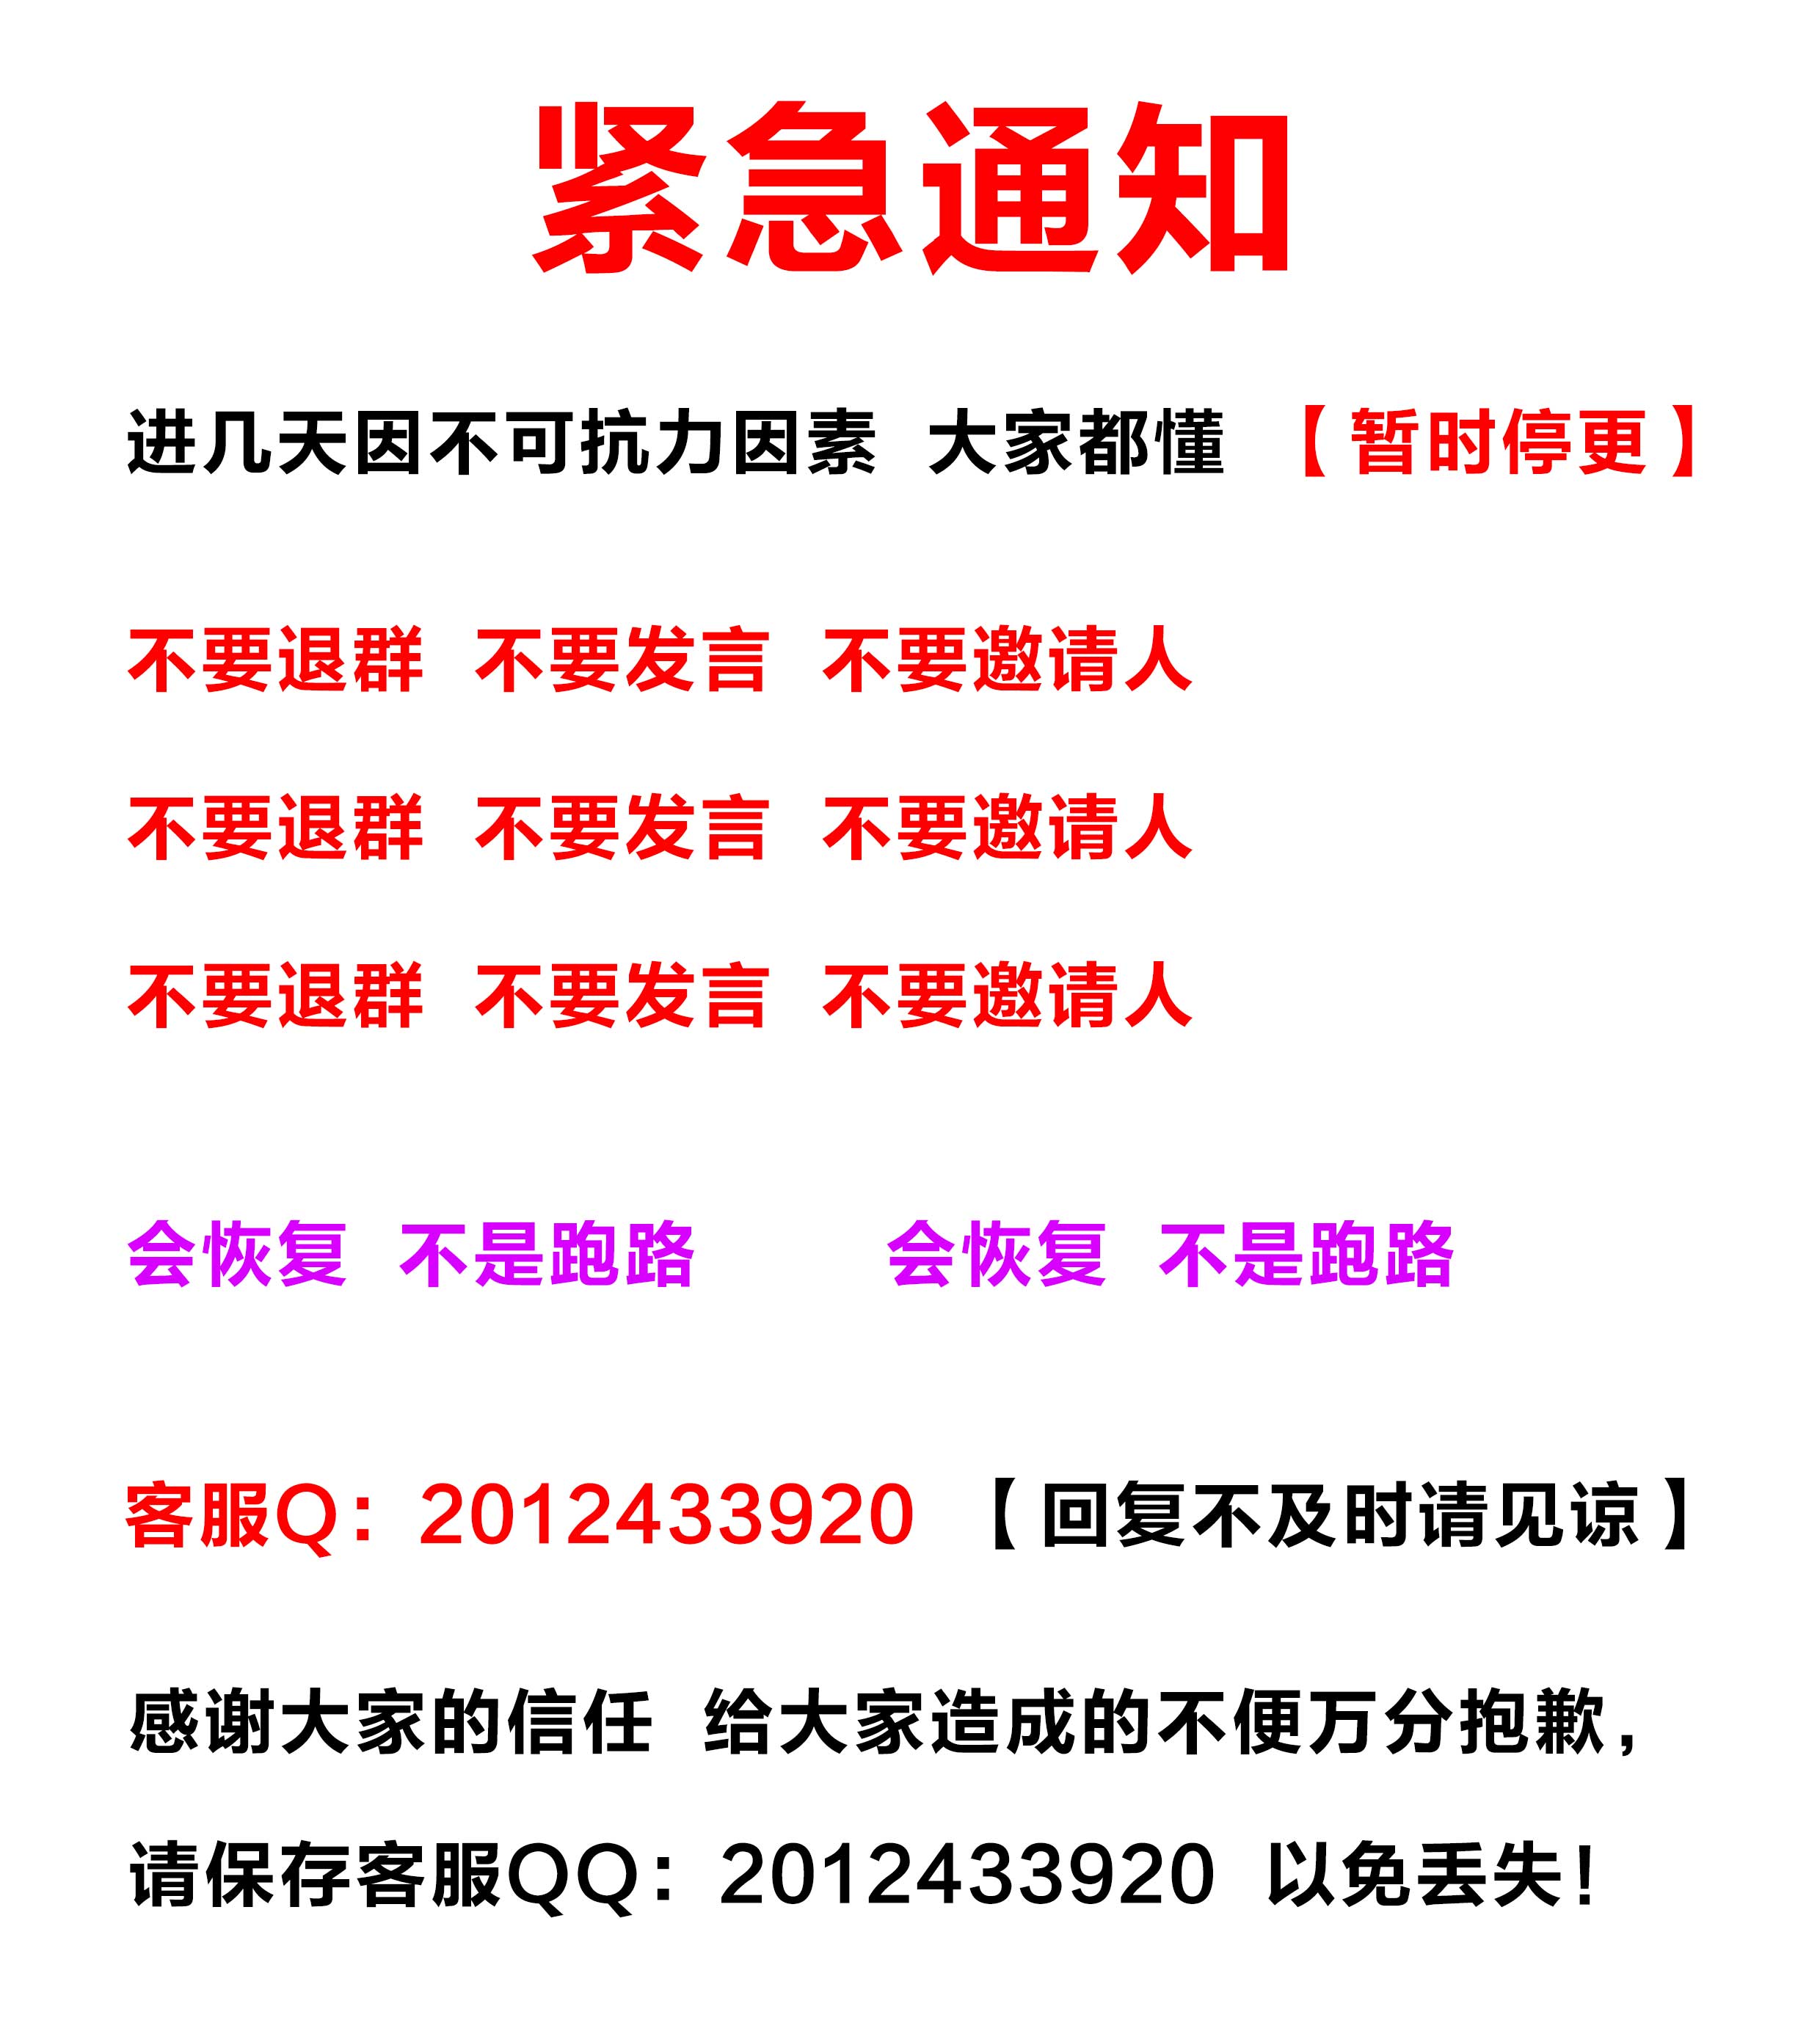 紧急通知
进几天因不可抗力因素 大家都懂 【暂时停更】
不要退群 不要发言 不要邀请人
不要退群 不要发言 不要邀请人
不要退群 不要发言 不要邀请人
会恢复 不是跑路 会恢复 不是跑路
客服Q：2012433920 【回复不及时请见谅】
感谢大家的信任 给大家造成的不便万分抱歉，
请保存客服QQ：2012433920 以免丢失！